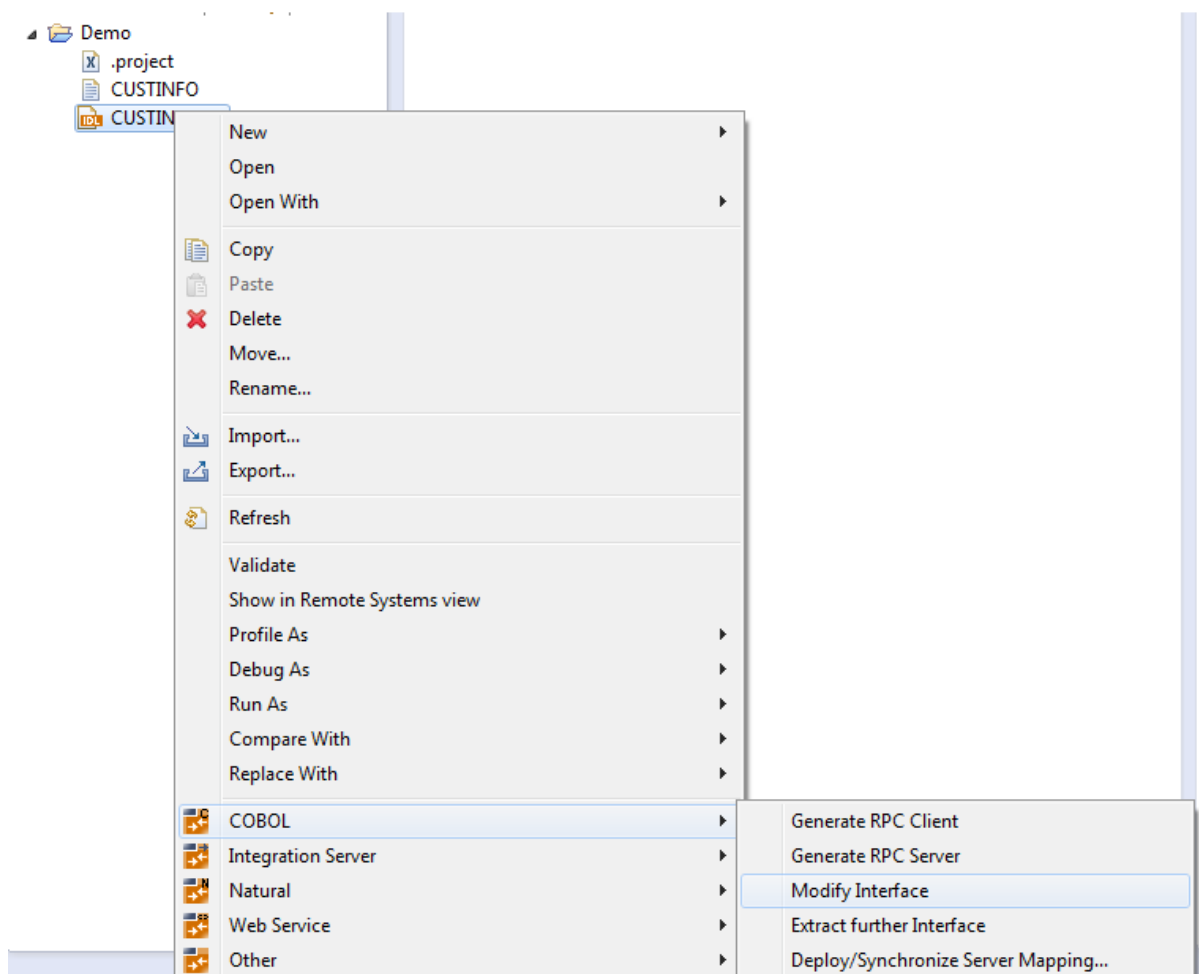 Demo
.project
CUSTINFO
CUSTIN
New
Open
Open With
Copy
Paste
Delete
Move...
Rename...
Import...
Export...
Refresh
Validate
Show in Remote Systems view
Profile As
Debug As
Run As
Compare With
Replace With
COBOL
Integration Server
Natural
Web Service
Other
Generate RPC Client
Generate RPC Server
Modify Interface
Extract further Interface
Deploy/Synchronize Server Mapping...